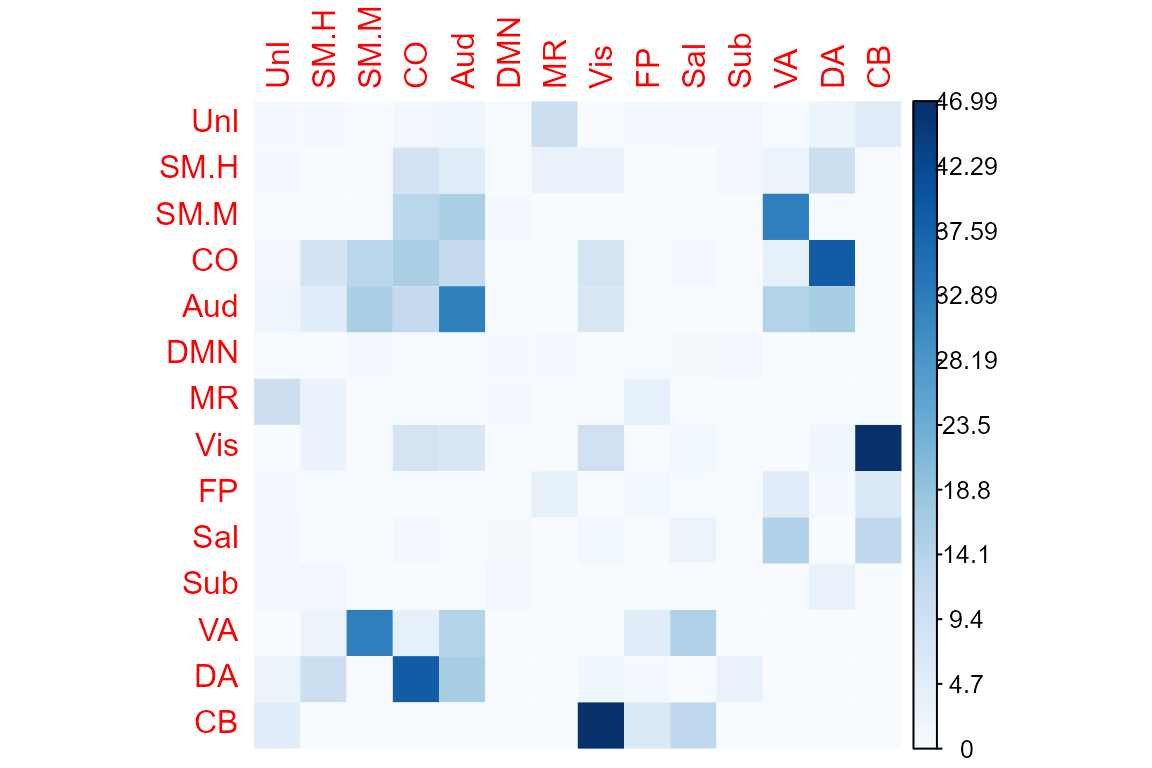 UnI SM.H SM.M CO Aud DMN MR Vis FP Sal Sub VA DA CB
UnI
SM.H
SM.M
CO
Aud
DMN
MR
Vis
FP
Sal
Sub
VA
DA
CB
46.99
42.29
37.59
32.89
28.19
23.5
18.8
14.1
9.4
4.7
0